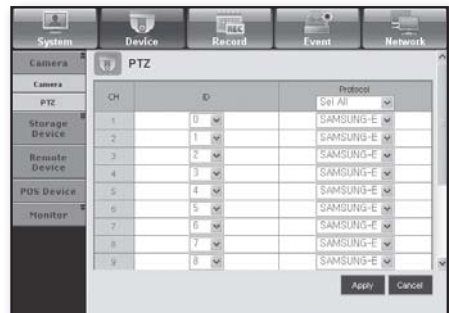 System Device Record Event Network
REC
Camera
PTZ
Camera
PTZ
Storage
Device
Remote
Device
POS Device
Monitor
CH ID Protocol
Sel All
1 0 SAMSUNG-E
2 1 SAMSUNG-E
3 2 SAMSUNG-E
4 3 SAMSUNG-E
5 4 SAMSUNG-E
6 5 SAMSUNG-E
7 6 SAMSUNG-E
8 7 SAMSUNG-E
9 8 SAMSUNG-E
Apply Cancel